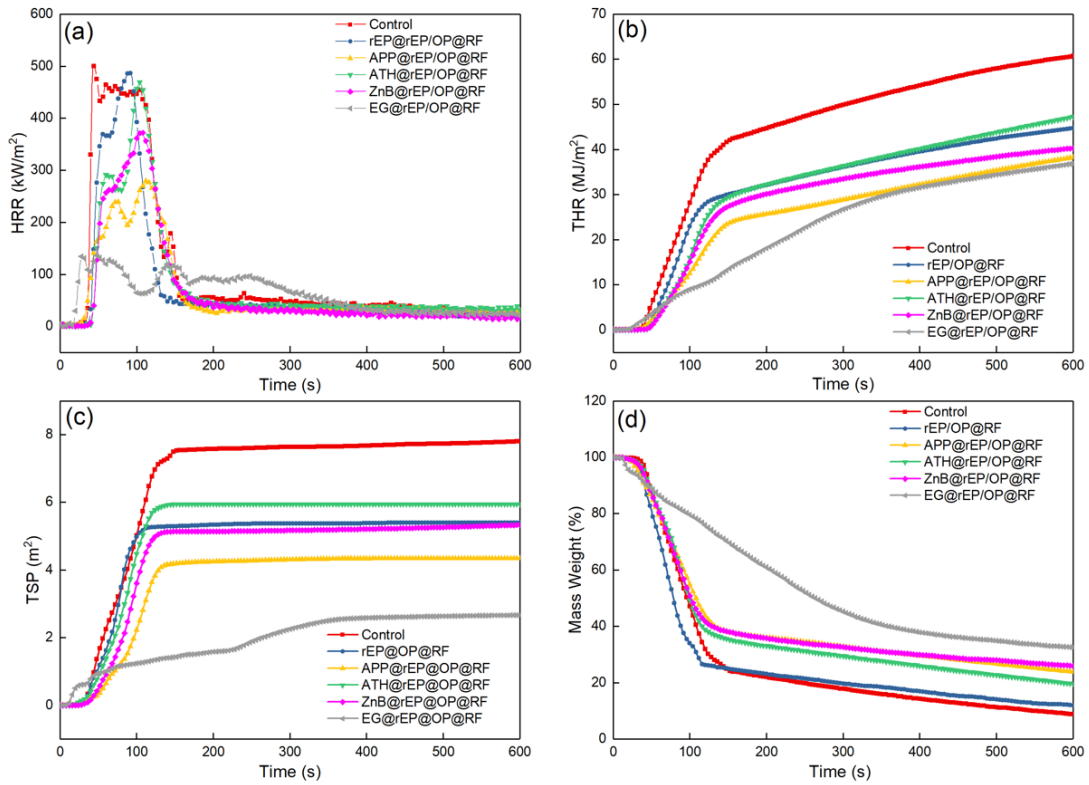 (a)
HRR (kW/m²)
600
500
400
300
200
100
0
Control
rEP@rEP/OP@RF
APP@rEP/OP@RF
ATH@rEP/OP@RF
ZnB@rEP/OP@RF
EG@rEP/OP@RF
0 100 200 300 400 500 600
Time (s)
(b)
THR (MJ/m²)
70
60
50
40
30
20
10
0
Control
rEP/OP@RF
APP@rEP/OP@RF
ATH@rEP/OP@RF
ZnB@rEP/OP@RF
EG@rEP/OP@RF
0 100 200 300 400 500 600
Time (s)
(c)
TSP (m²)
8
6
4
2
0
Control
rEP@OP@RF
APP@rEP@OP@RF
ATH@rEP@OP@RF
ZnB@rEP@OP@RF
EG@rEP@OP@RF
0 100 200 300 400 500 600
Time (s)
(d)
Mass Weight (%)
100
80
60
40
20
0
Control
rEP/OP@RF
APP@rEP/OP@RF
ATH@rEP/OP@RF
ZnB@rEP/OP@RF
EG@rEP/OP@RF
0 100 200 300 400 500 600
Time (s)